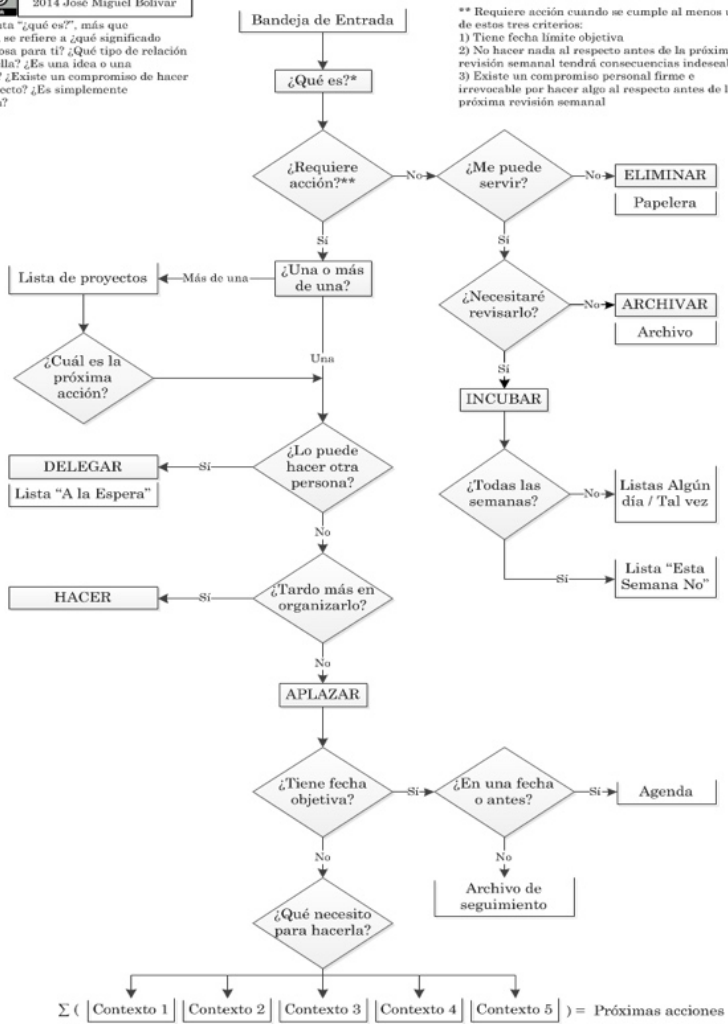 2014 José Miguel Bolívar
"¿qué es?", más que
se refiere a ¿qué significado
para ti? ¿Qué tipo de relación
¿Es una idea o una
¿Existe un compromiso de hacer
¿Es simplemente
Bandeja de Entrada
** Requiere acción cuando se cumple al menos
de estos tres criterios:
1) Tiene fecha límite objetiva
2) No hacer nada al respecto antes de la
revisión semanal tendrá consecuencias
3) Existe un compromiso personal firme e
irrevocable por hacer algo al respecto antes de
próxima revisión semanal
¿Qué es?*
¿Requiere
acción?**
No
¿Me puede
servir?
No
ELIMINAR
Papelera
Sí
Sí
Lista de proyectos
Más de una
¿Una o más
de una?
¿Necesitaré
revisarlo?
No
ARCHIVAR
Archivo
¿Cuál es la
próxima
acción?
Una
Sí
INCUBAR
DELEGAR
Lista "A la Espera"
Sí
¿Lo puede
hacer otra
persona?
¿Todas las
semanas?
No
Listas Algún
día / Tal vez
No
Sí
Lista "Esta
Semana No"
HACER
Sí
¿Tardo más en
organizarlo?
No
APLAZAR
¿Tiene fecha
objetiva?
Sí
¿En una fecha
o antes?
Sí
Agenda
No
No
Archivo de
seguimiento
¿Qué necesito
para hacerla?
∑ ( Contexto 1 Contexto 2 Contexto 3 Contexto 4 Contexto 5 ) = Próximas acciones